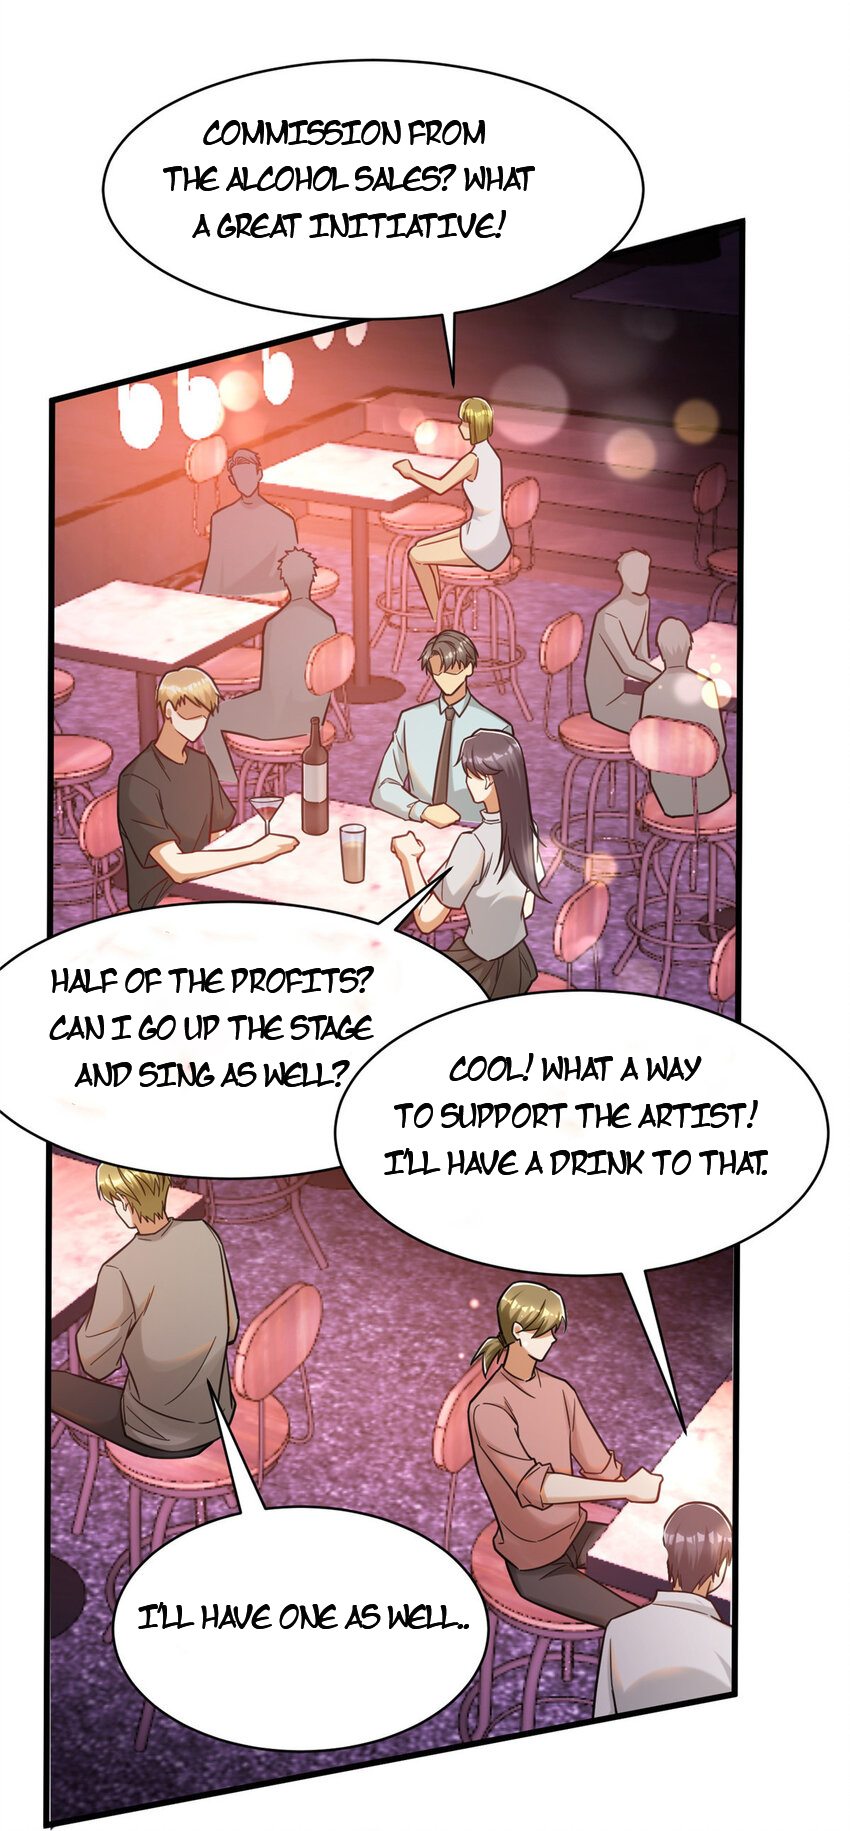 COMMISSION FROM
THE ALCOHOL SALES? WHAT
A GREAT INITIATIVE!
HALF OF THE PROFITS?
CAN I GO UP THE STAGE
AND SING AS WELL?
COOL! WHAT A WAY
TO SUPPORT THE ARTIST!
I'LL HAVE A DRINK TO THAT.
I'LL HAVE ONE AS WELL..